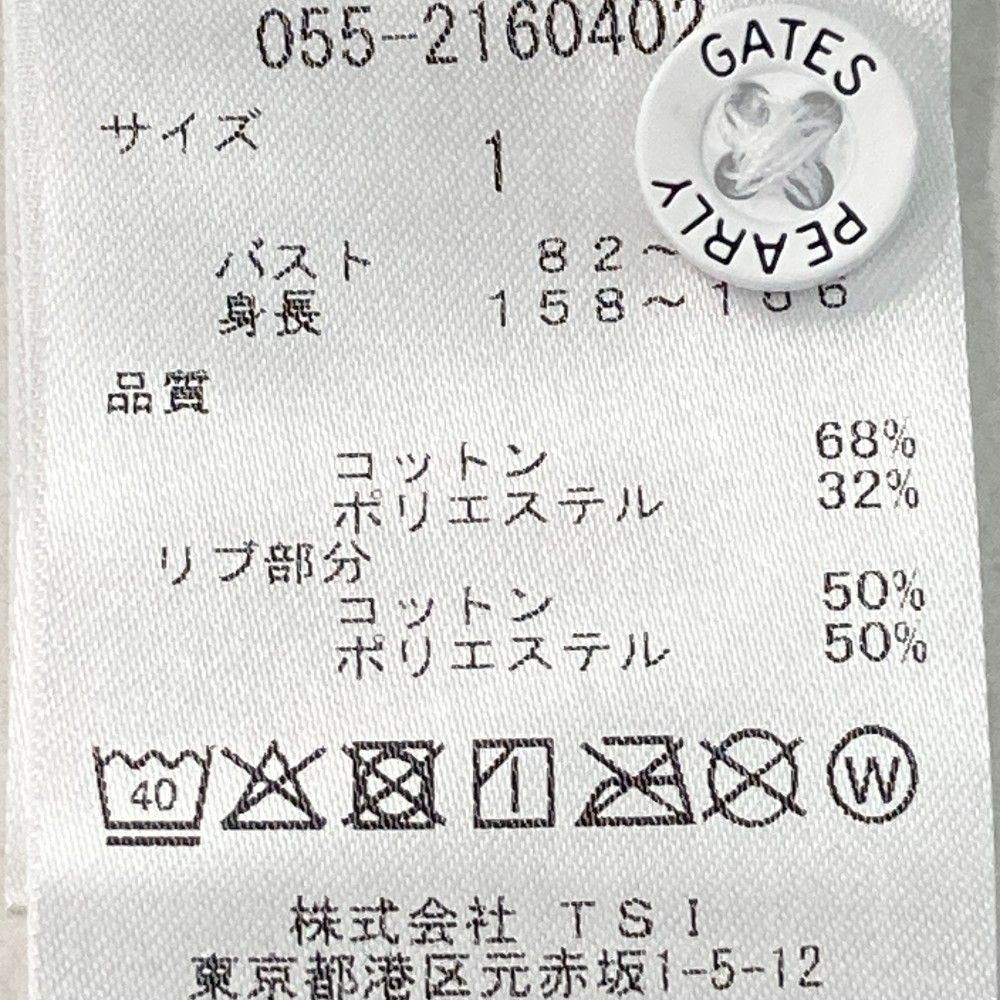 055-2160402
サイズ 1
バスト 82～
身長 158～166
品質
コットン 68%
ポリエステル 32%
リブ部分
コットン 50%
ポリエステル 50%
40
W
株式会社 TSI
東京都港区元赤坂1-5-12
PEARLY GATES